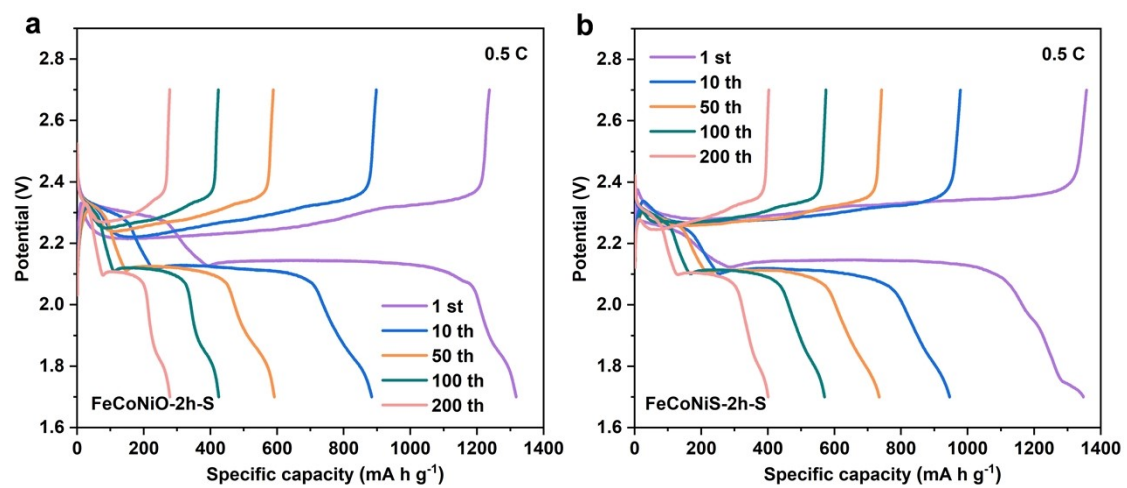 a
0.5 C
Potential (V)
2.8
2.6
2.4
2.2
2.0
1.8
1.6
1 st
10 th
50 th
100 th
200 th
FeCoNiO-2h-S
0 200 400 600 800 1000 1200 1400
Specific capacity (mA h g⁻¹)
b
0.5 C
Potential (V)
2.8
2.6
2.4
2.2
2.0
1.8
1.6
1 st
10 th
50 th
100 th
200 th
FeCoNiS-2h-S
0 200 400 600 800 1000 1200 1400
Specific capacity (mA h g⁻¹)